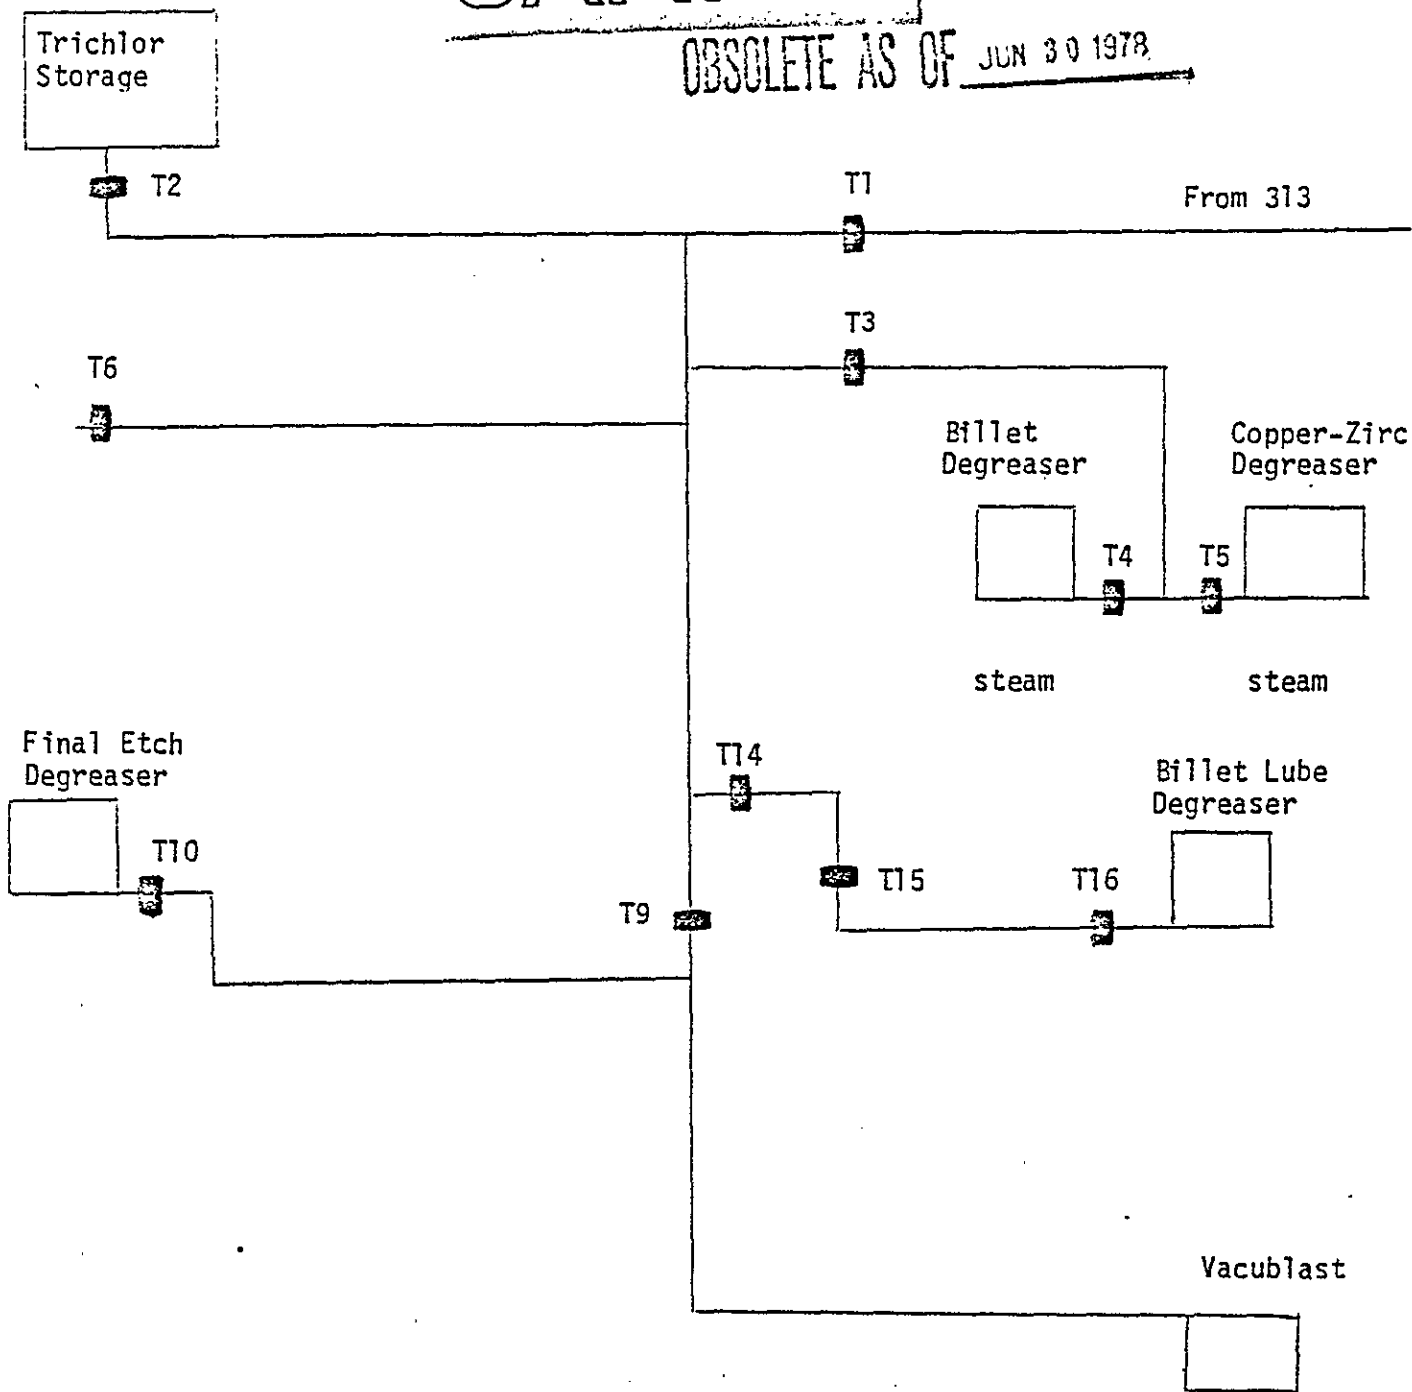 Trichlor
Storage
OBSOLETE AS OF JUN 30 1978
T2
T1
From 313
T3
T6
Billet
Degreaser
Copper-Zirc
Degreaser
T4
T5
steam
steam
Final Etch
Degreaser
T14
Billet Lube
Degreaser
T10
T15
T16
T9
Vacublast